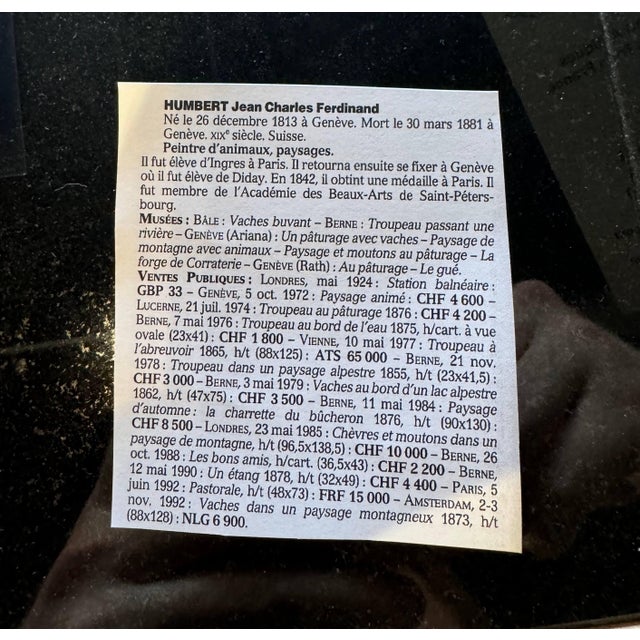 HUMBERT Jean Charles Ferdinand
Né le 26 décembre 1813 à Genève. Mort le 30 mars 1881 à
Genève. XIXe siècle. Suisse.
Peintre d'animaux, paysages.
Il fut élève d'Ingres à Paris. Il retourna ensuite se fixer à Genève
où il fut élève de Diday. En 1842, il obtint une médaille à Paris. Il
fut membre de l'Académie des Beaux-Arts de Saint-Péters-
bourg.
MUSÉES : BÂLE : Vaches buvant – BERNE : Troupeau passant une
rivière – GENÈVE (Ariana) : Un pâturage avec vaches – Paysage de
montagne avec animaux – Paysage et moutons au pâturage – La
forge de Corraterie – GENÈVE (Rath) : Au pâturage – Le gué.
VENTES PUBLIQUES : LONDRES, mai 1924 : Station balnéaire :
GBP 33 – GENÈVE, 5 oct. 1972 : Paysage animé : CHF 4 600 –
LUCERNE, 21 juil. 1974 : Troupeau au pâturage 1876 : CHF 4 200 –
BERNE, 7 mai 1976 : Troupeau au bord de l'eau 1875, h/cart. à vue
ovale (23x41) : CHF 1 800 – VIENNE, 10 mai 1977 : Troupeau à
l'abreuvoir 1865, h/t (88x125) : ATS 65 000 – BERNE, 21 nov.
1978 : Troupeau dans un paysage alpestre 1855, h/t (23x41,5) :
CHF 3 000 – BERNE, 3 mai 1979 : Vaches au bord d'un lac alpestre
1862, h/t (47x75) : CHF 3 500 – BERNE, 11 mai 1984 : Paysage
d'automne : la charrette du bûcheron 1876, h/t (90x130) :
CHF 8 500 – LONDRES, 23 mai 1985 : Chèvres et moutons dans un
paysage de montagne, h/t (96,5x138,5) : CHF 10 000 – BERNE, 26
oct. 1988 : Les bons amis, h/cart. (36,5x43) : CHF 2 200 – BERNE,
12 mai 1990 : Un étang 1878, h/t (32x49) : CHF 4 400 – PARIS, 5
juin 1992 : Pastorale, h/t (48x73) : FRF 15 000 – AMSTERDAM, 2-3
nov. 1992 : Vaches dans un paysage montagneux 1873, h/t
(88x128) : NLG 6 900.